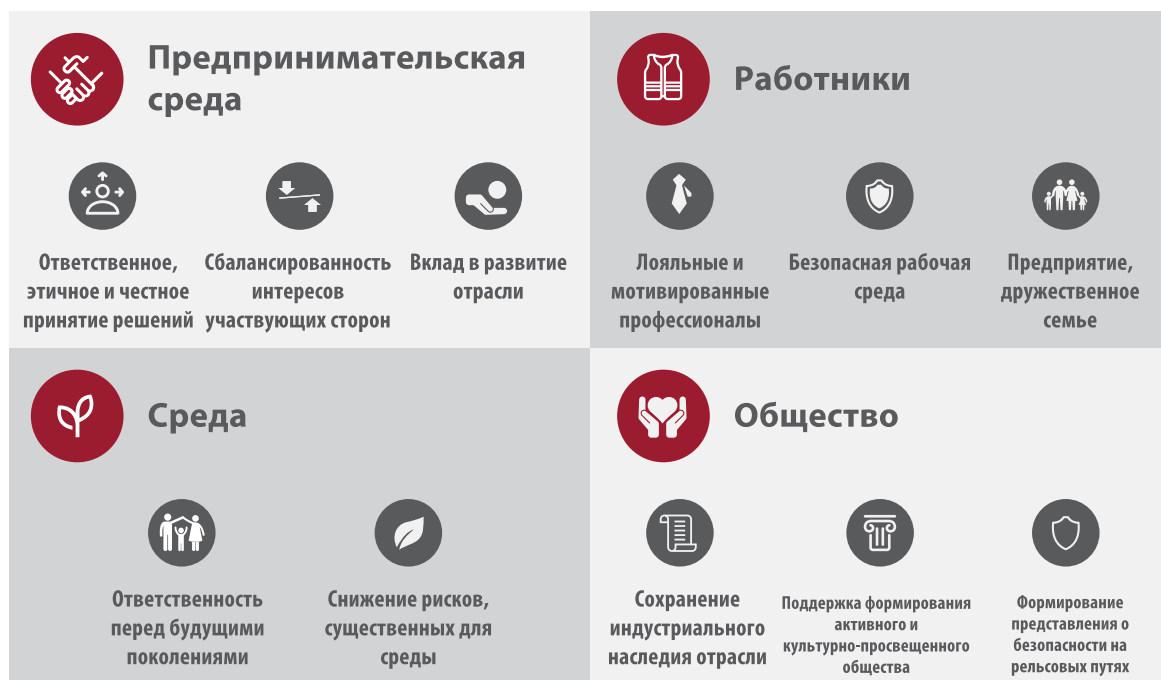 Предпринимательская
среда
Ответственное,
этичное и честное
принятие решений
Сбалансированность
интересов
участвующих сторон
Вклад в развитие
отрасли
Работники
Лояльные и
мотивированные
профессионалы
Безопасная рабочая
среда
Предприятие,
дружественное
семье
Среда
Ответственность
перед будущими
поколениями
Снижение рисков,
существенных для
среды
Общество
Сохранение
индустриального
наследия отрасли
Поддержка формирования
активного и
культурно-просвещенного
общества
Формирование
представления о
безопасности на
рельсовых путях